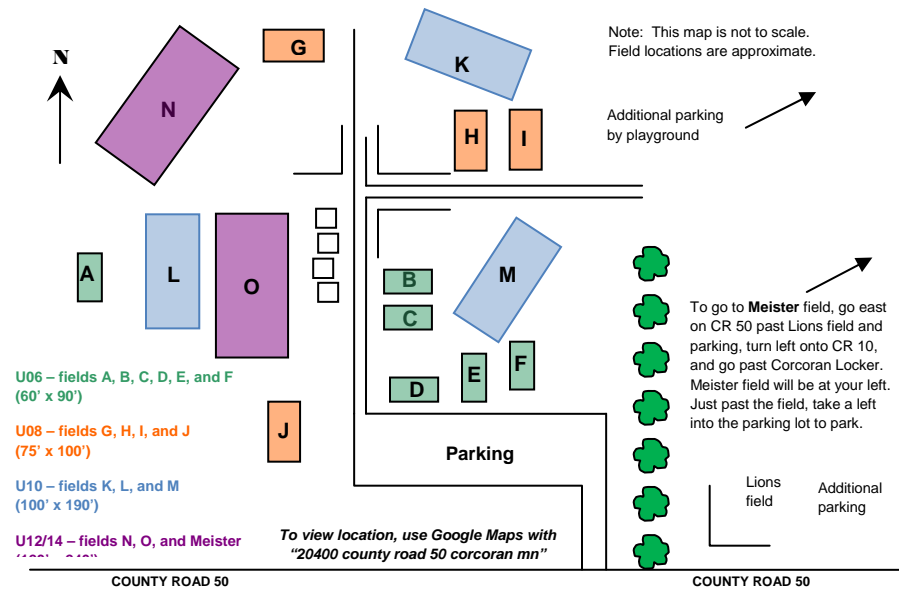 G
K
N
N
H
I
Note:  This map is not to scale.
Field locations are approximate.
Additional parking
by playground
A
L
O
B
C
M
D
E
F
J
To go to Meister field, go east
on CR 50 past Lions field and
parking, turn left onto CR 10,
and go past Corcoran Locker.
Meister field will be at your left.
Just past the field, take a left
into the parking lot to park.
U06 – fields A, B, C, D, E, and F
(60' x 90')
U08 – fields G, H, I, and J
(75' x 100')
U10 – fields K, L, and M
(100' x 190')
U12/14 – fields N, O, and Meister
Parking
To view location, use Google Maps with
"20400 county road 50 corcoran mn"
Lions
field
Additional
parking
COUNTY ROAD 50
COUNTY ROAD 50